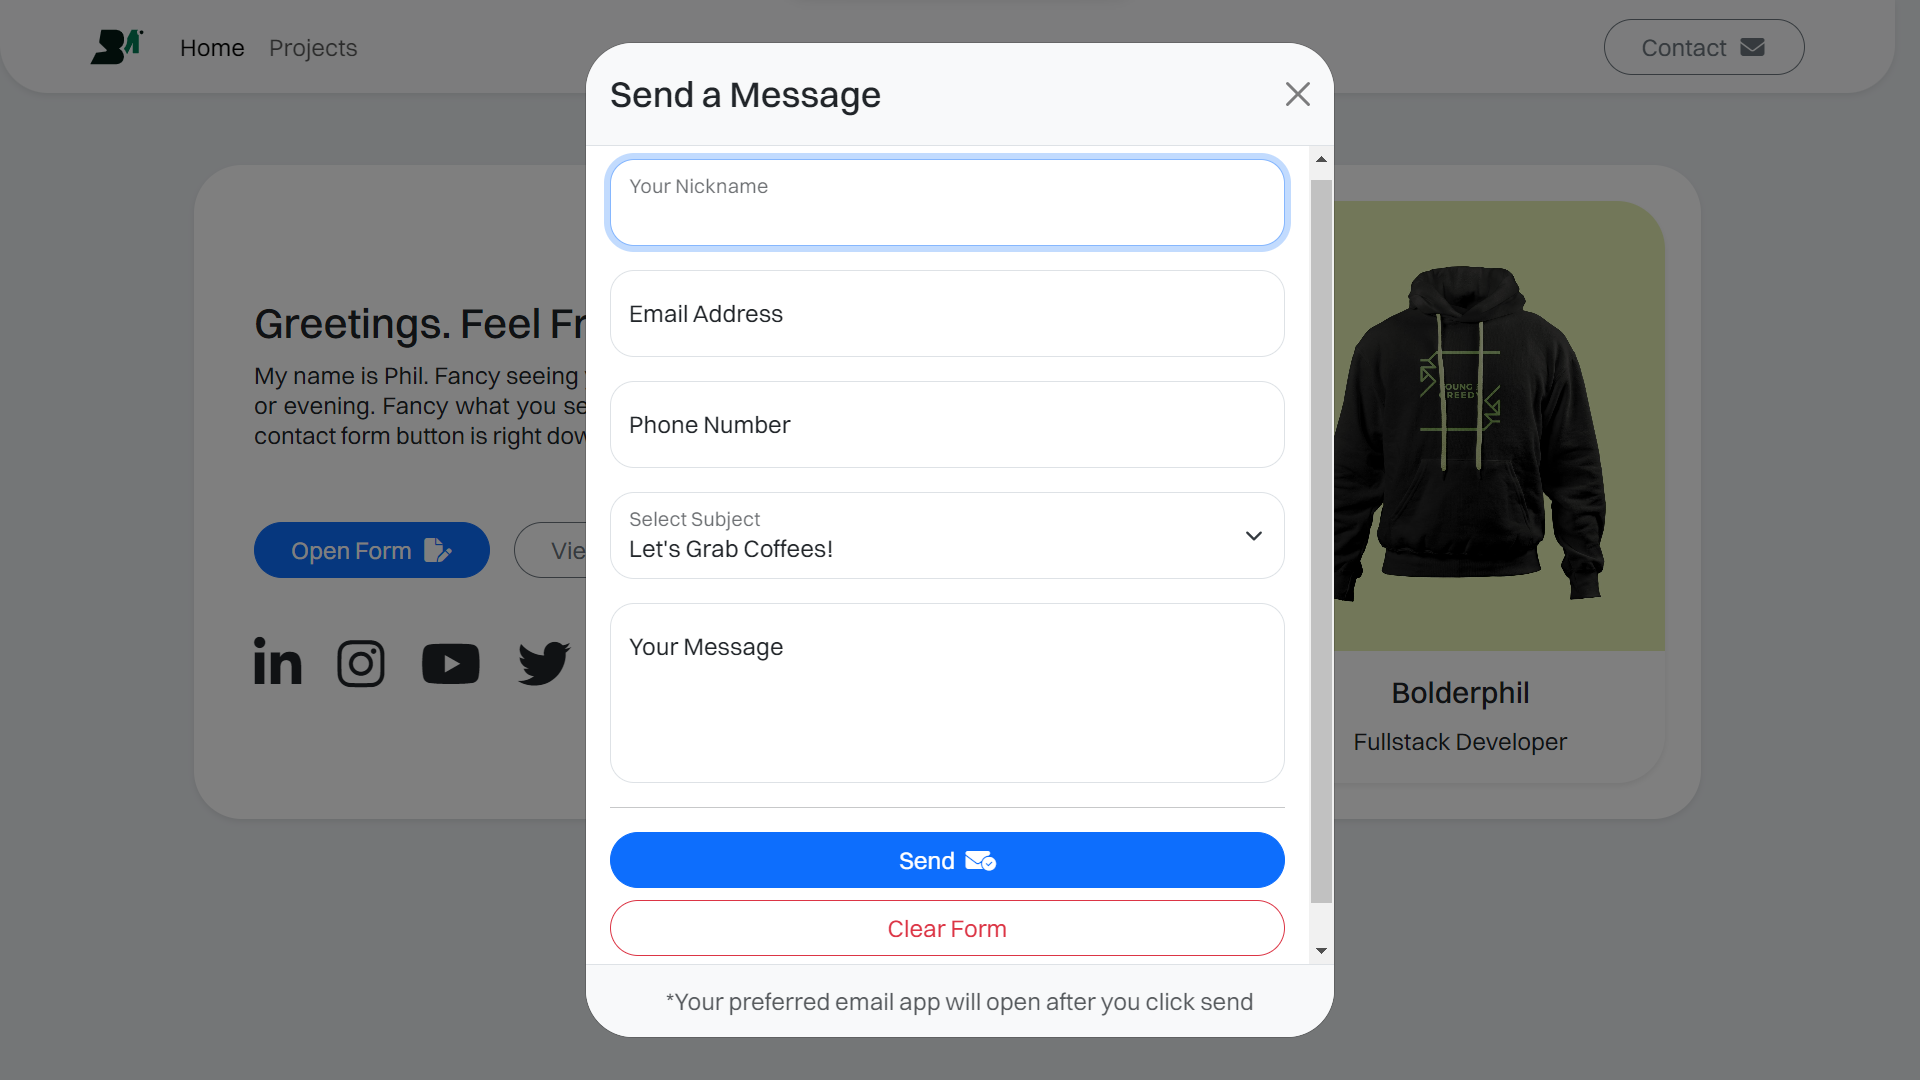 Home
Projects
Contact
Send a Message
Your Nickname
Email Address
Phone Number
Select Subject
Let's Grab Coffees!
Your Message
Send
Clear Form
*Your preferred email app will open after you click send
Greetings. Feel Fr
My name is Phil. Fancy seeing
or evening. Fancy what you se
contact form button is right dow
Open Form
Vie
Bolderphil
Fullstack Developer